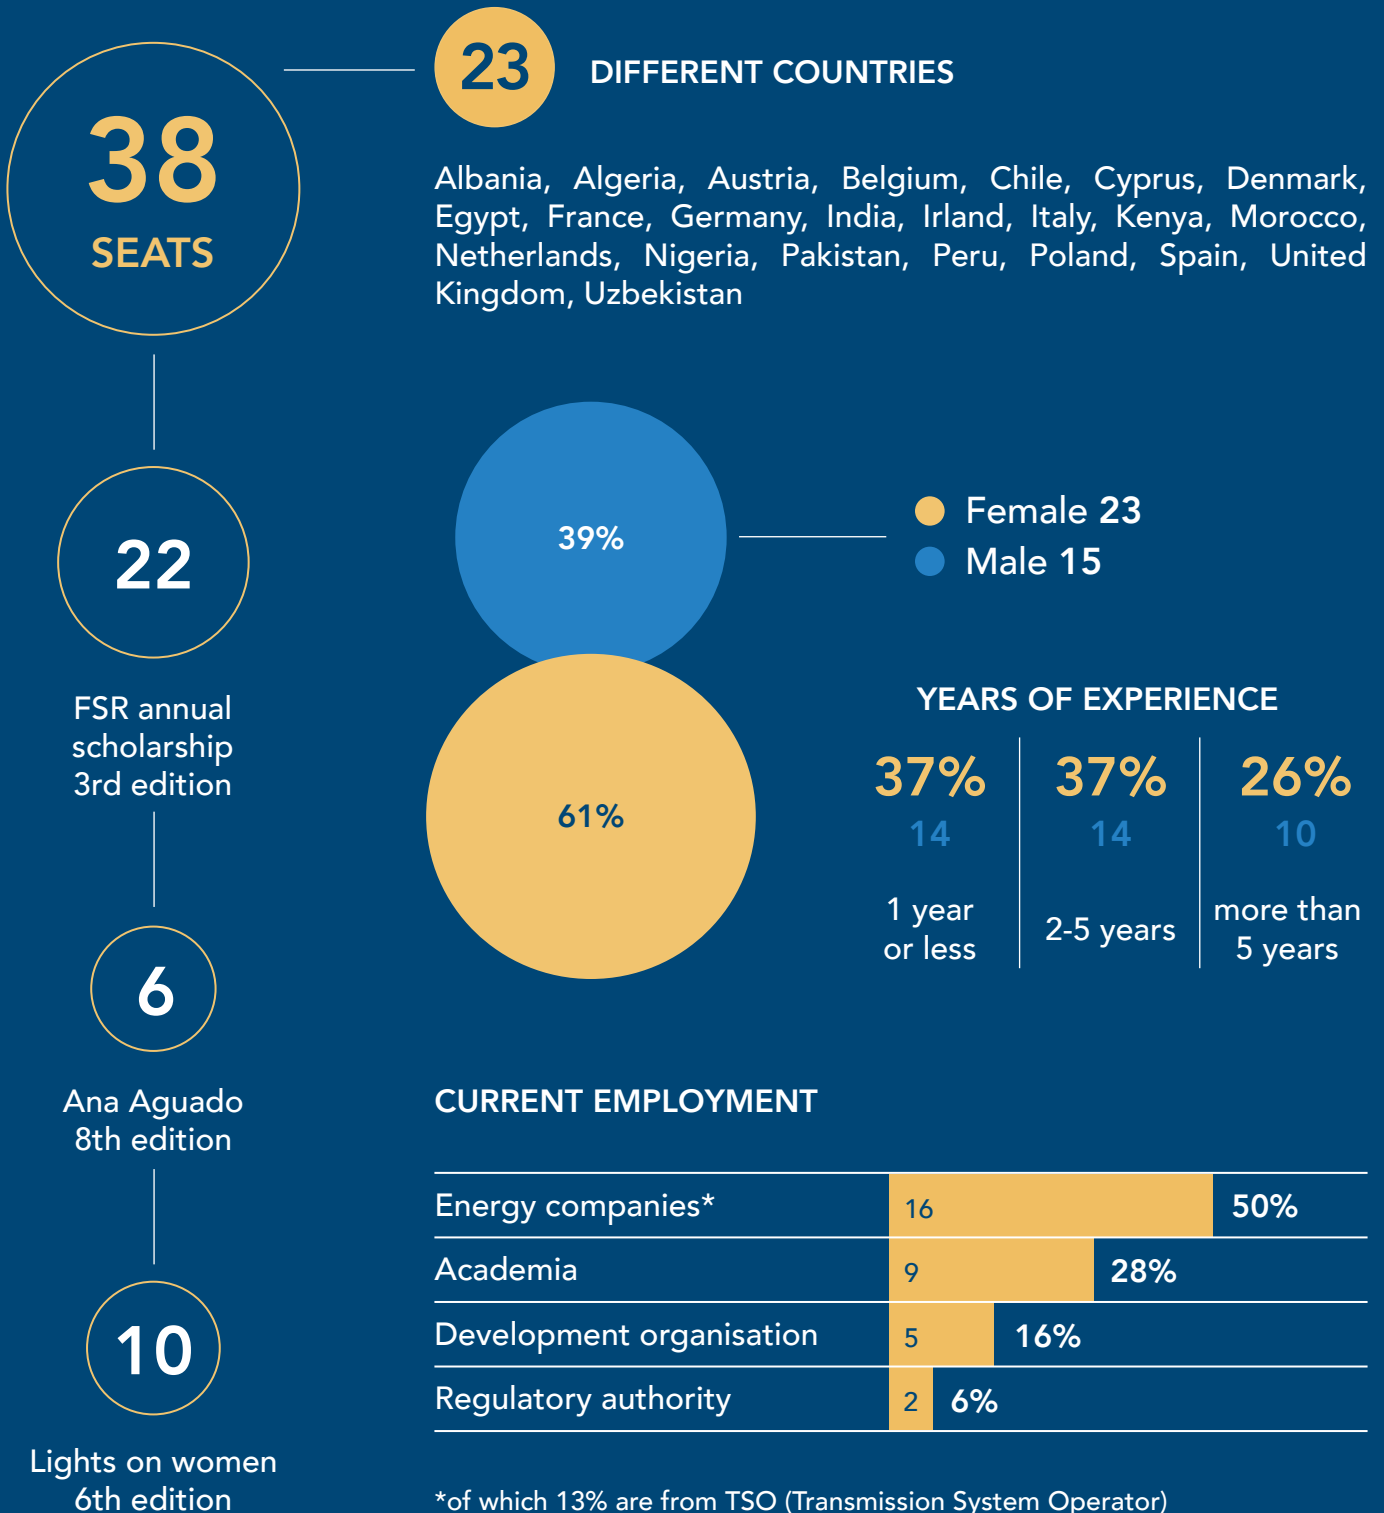 38
SEATS
23
DIFFERENT COUNTRIES
Albania, Algeria, Austria, Belgium, Chile, Cyprus, Denmark,
Egypt, France, Germany, India, Irland, Italy, Kenya, Morocco,
Netherlands, Nigeria, Pakistan, Peru, Poland, Spain, United
Kingdom, Uzbekistan
22
FSR annual
scholarship
3rd edition
6
Ana Aguado
8th edition
10
Lights on women
6th edition
39%
61%
Female 23
Male 15
YEARS OF EXPERIENCE
37%
14
1 year
or less
37%
14
2-5 years
26%
10
more than
5 years
CURRENT EMPLOYMENT
Energy companies* 16 50%
Academia 9 28%
Development organisation 5 16%
Regulatory authority 2 6%
*of which 13% are from TSO (Transmission System Operator)